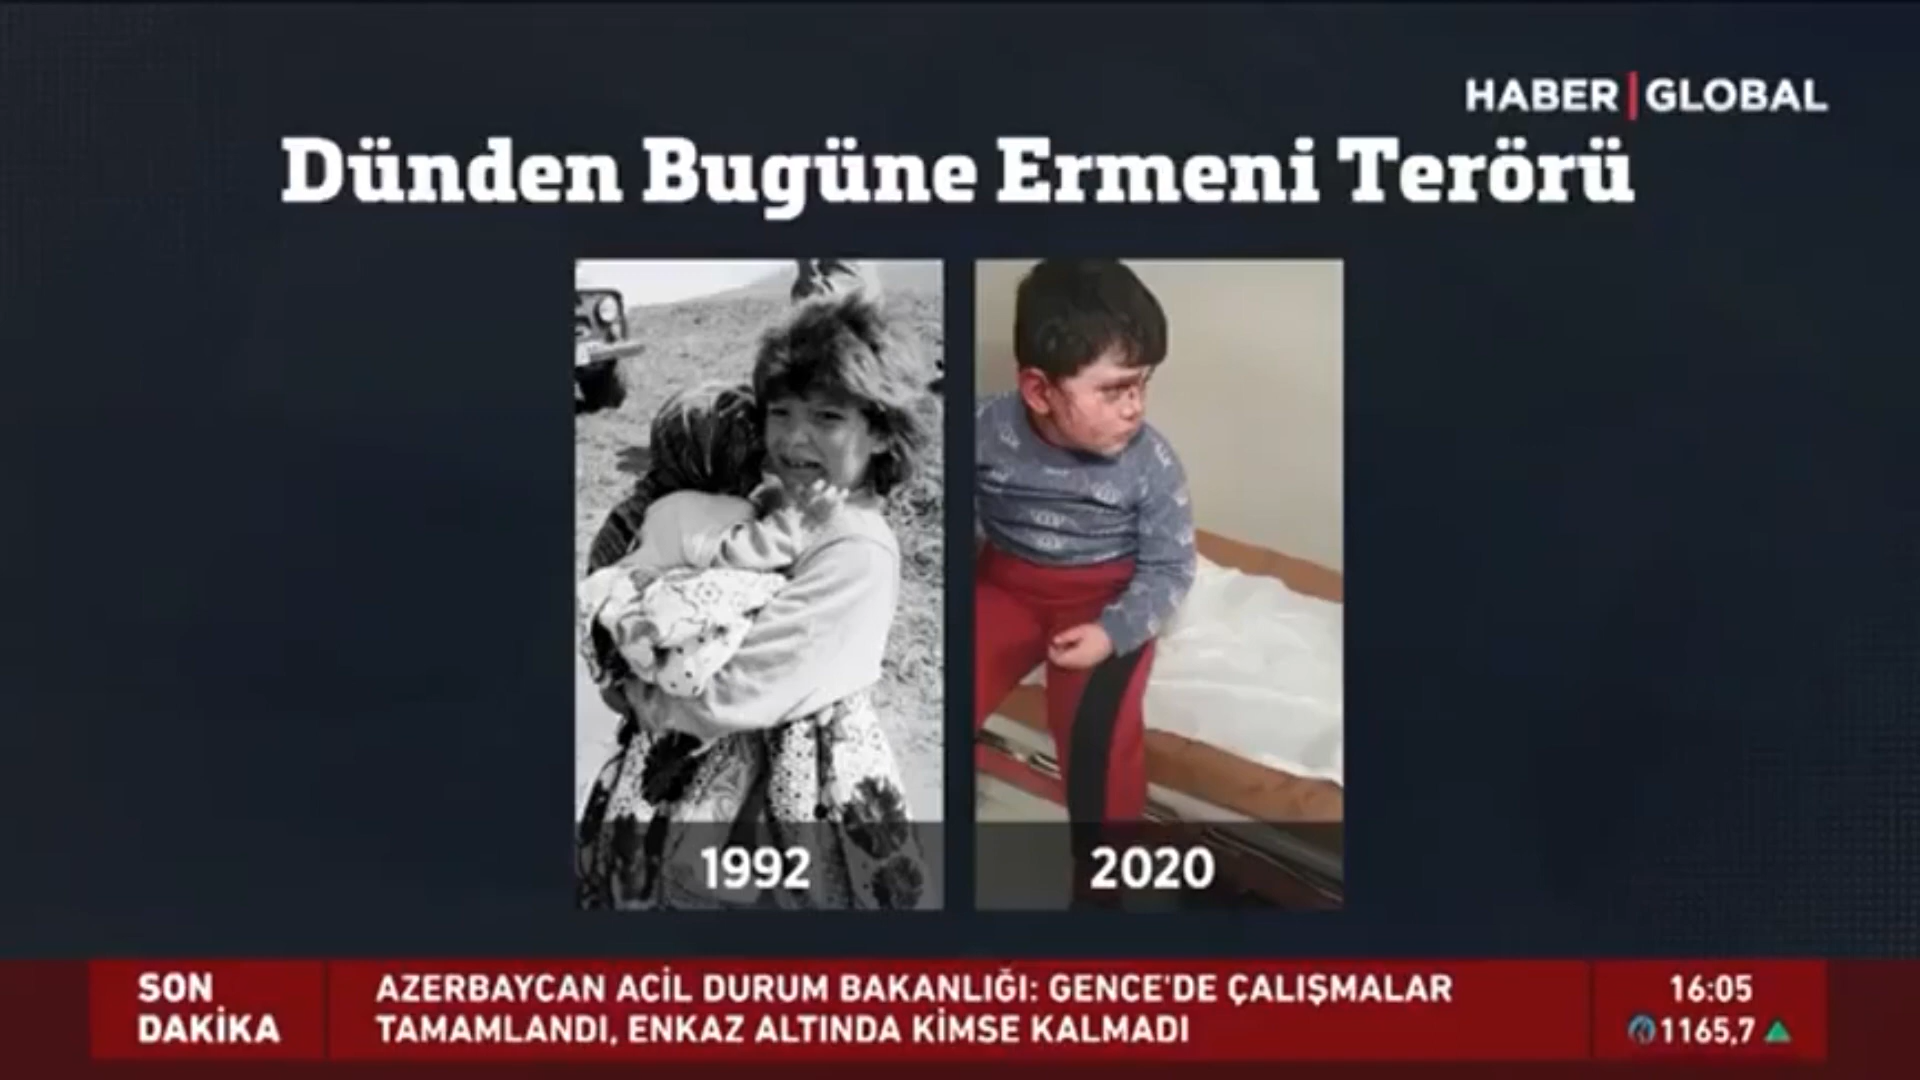 HABER|GLOBAL
Dünden Bugüne Ermeni Terörü
1992
2020
SON
DAKİKA
AZERBAYCAN ACİL DURUM BAKANLIĞI: GENCE'DE ÇALIŞMALAR
TAMAMLANDI, ENKAZ ALTINDA KİMSE KALMADI
16:05
1165,7